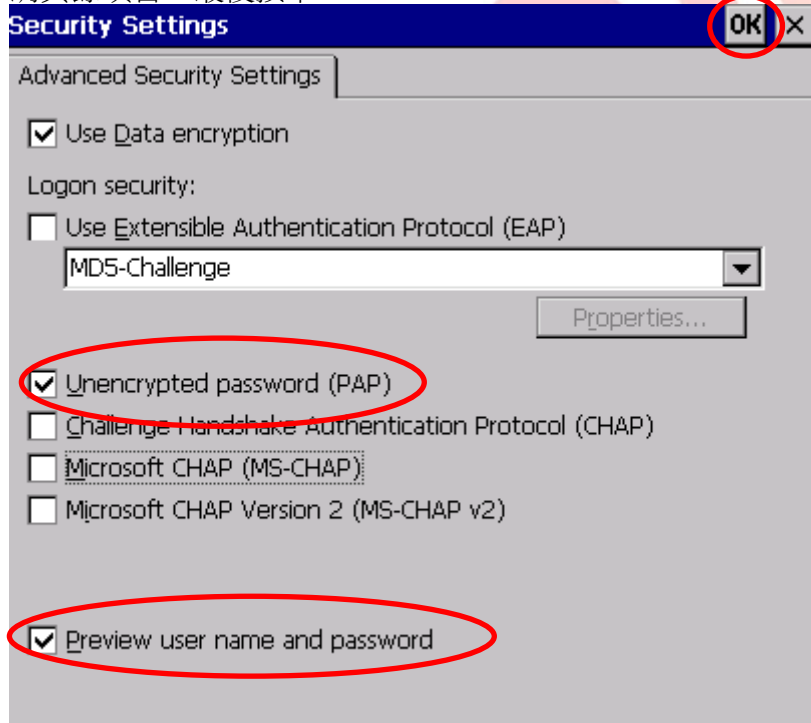 Security Settings OK ×
Advanced Security Settings
Use Data encryption
Logon security:
Use Extensible Authentication Protocol (EAP)
MD5-Challenge
Properties...
Unencrypted password (PAP)
Challenge Handshake Authentication Protocol (CHAP)
Microsoft CHAP (MS-CHAP)
Microsoft CHAP Version 2 (MS-CHAP v2)
Preview user name and password